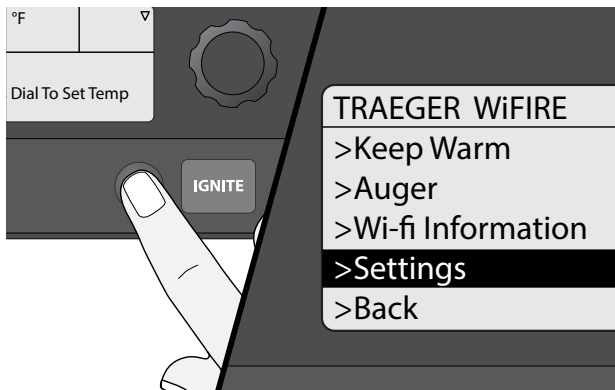 °F
Dial To Set Temp
IGNITE
TRAEGER WiFIRE
>Keep Warm
>Auger
>Wi-fi Information
>Settings
>Back